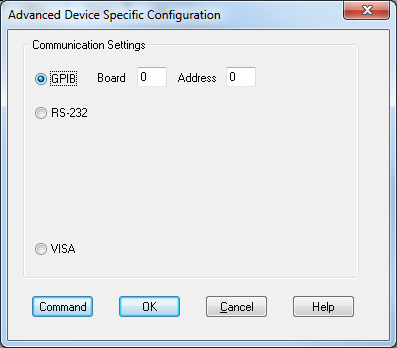 Advanced Device Specific Configuration
Communication Settings
GPIB Board 0 Address 0
RS-232
VISA
Command OK Cancel Help